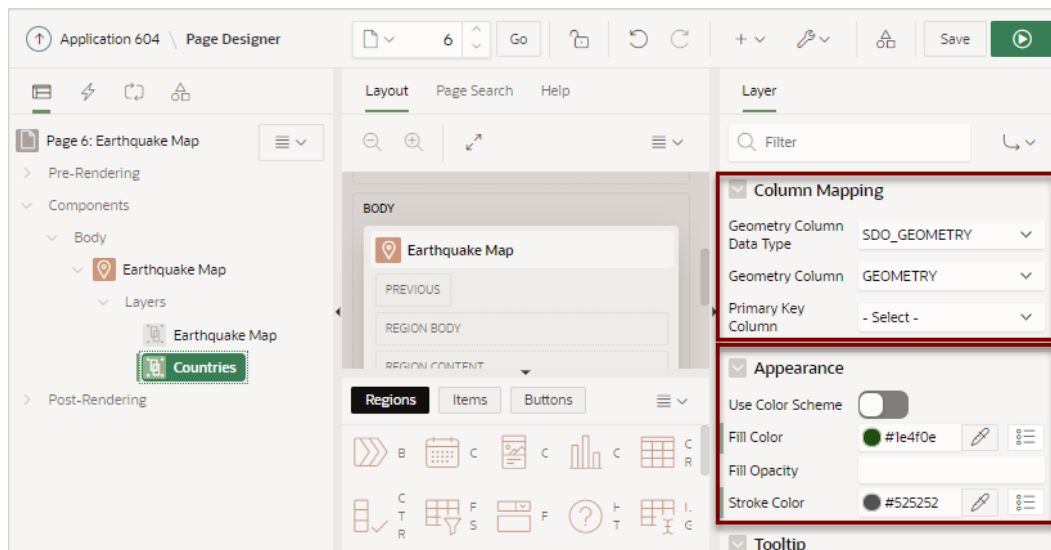 Application 604 \ Page Designer
6
Go
Save
Page 6: Earthquake Map
Pre-Rendering
Components
Body
Earthquake Map
Layers
Earthquake Map
Countries
Post-Rendering
Layout Page Search Help
BODY
Earthquake Map
PREVIOUS
REGION BODY
REGION CONTENT
Regions Items Buttons
B C C C C
R
C F F H I.
T S T G
R
Layer
Filter
Column Mapping
Geometry Column
Data Type
SDO_GEOMETRY
Geometry Column GEOMETRY
Primary Key
Column
- Select -
Appearance
Use Color Scheme
Fill Color #1e4f0e
Fill Opacity
Stroke Color #525252
Tooltip